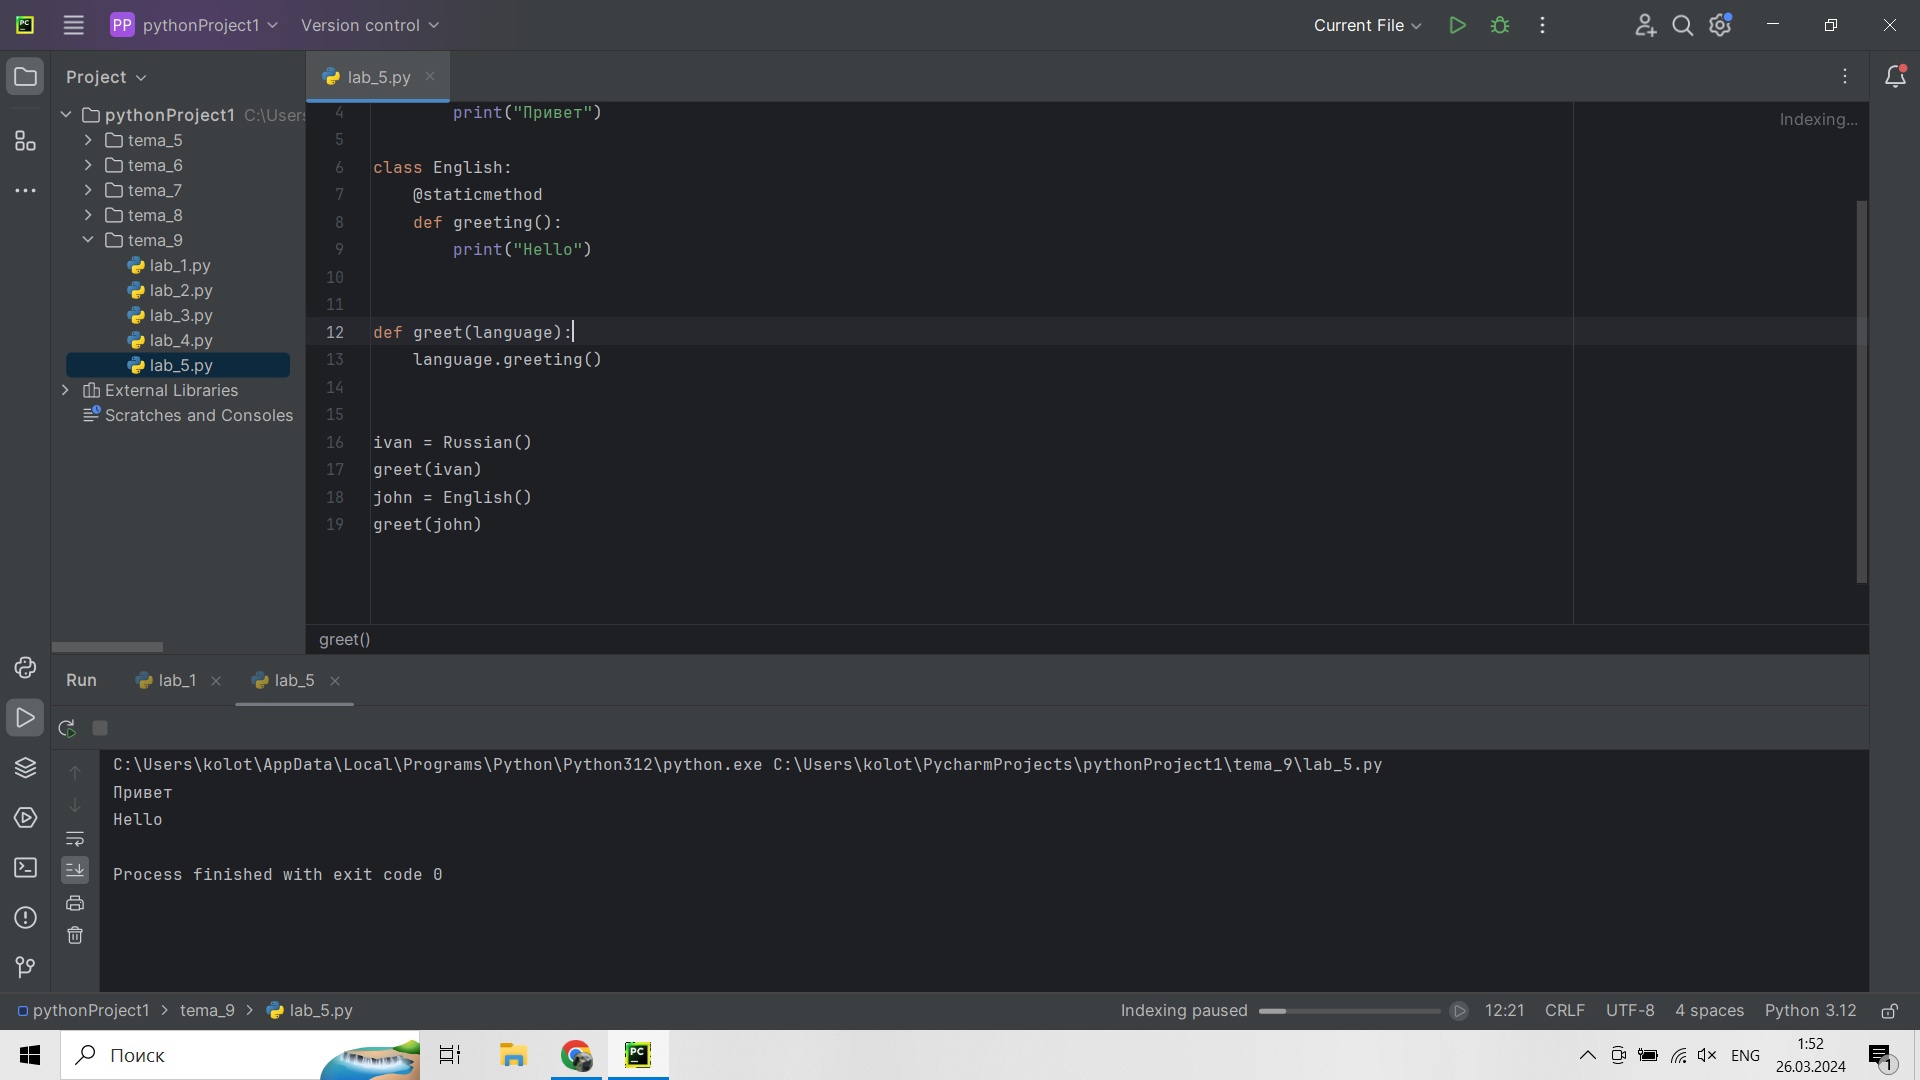 PC
PP pythonProject1
Version control
Current File
Project
lab_5.py
pythonProject1 C:\Users
tema_5
tema_6
tema_7
tema_8
tema_9
lab_1.py
lab_2.py
lab_3.py
lab_4.py
lab_5.py
External Libraries
Scratches and Consoles
Indexing...
4 print("Привет")
5
6 class English:
7 @staticmethod
8 def greeting():
9 print("Hello")
10
11
12 def greet(language):
13 language.greeting()
14
15
16 ivan = Russian()
17 greet(ivan)
18 john = English()
19 greet(john)
greet()
Run
lab_1
lab_5
C:\Users\kolot\AppData\Local\Programs\Python\Python312\python.exe C:\Users\kolot\PycharmProjects\pythonProject1\tema_9\lab_5.py
Привет
Hello
Process finished with exit code 0
pythonProject1 > tema_9 > lab_5.py
Indexing paused
12:21
CRLF
UTF-8
4 spaces
Python 3.12
Поиск
PC
ENG
1:52
26.03.2024
1